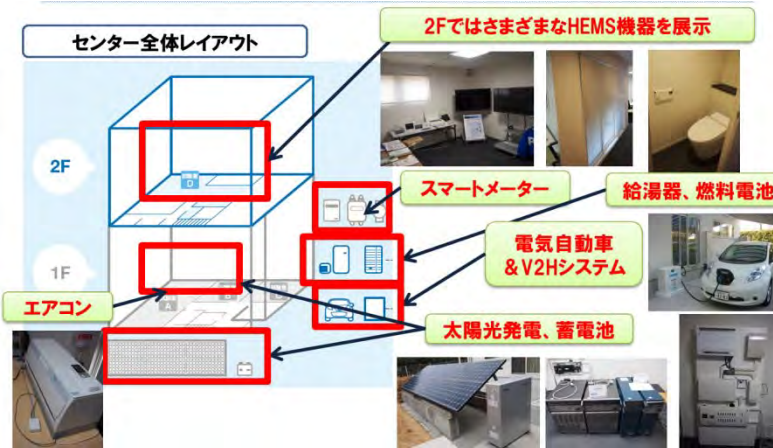 センター全体レイアウト
2FではさまざまなHEMS機器を展示
2F
D
スマートメーター
給湯器、燃料電池
電気自動車
&V2Hシステム
1F
エアコン
A
太陽光発電、蓄電池